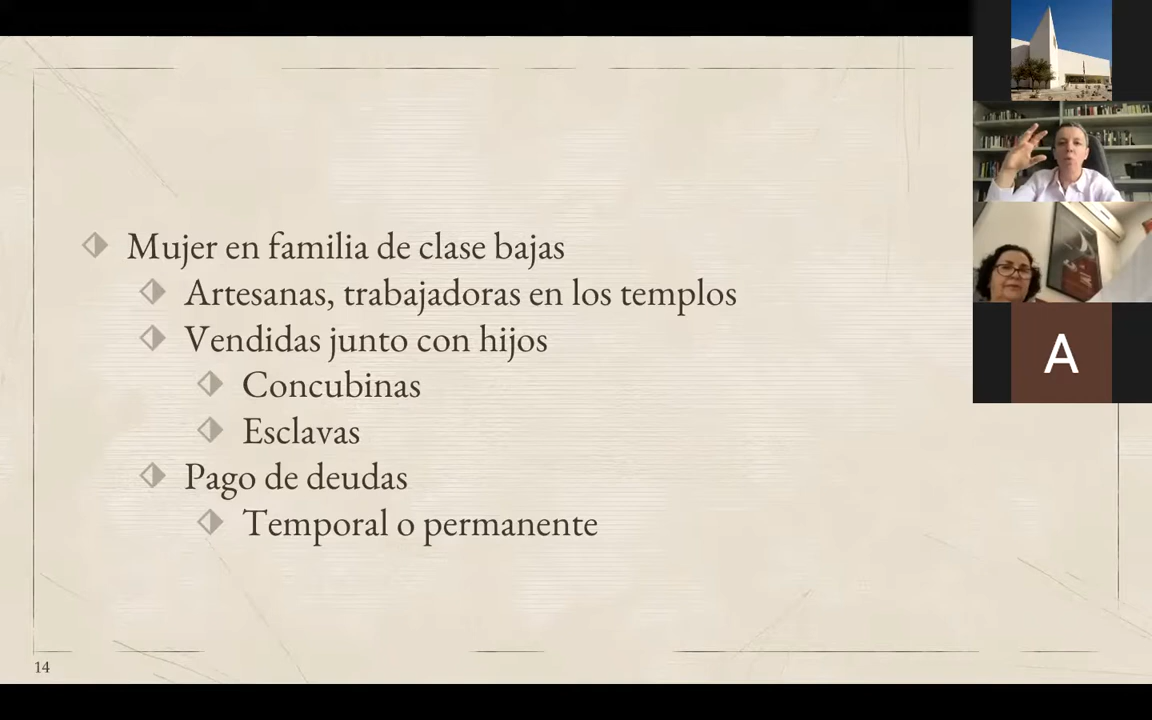 Mujer en familia de clase bajas
Artesanas, trabajadoras en los templos
Vendidas junto con hijos
Concubinas
Esclavas
Pago de deudas
Temporal o permanente
14
A